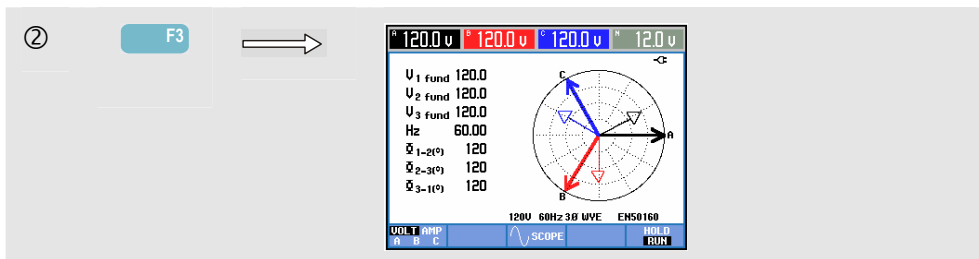 ② F3
A 120.0 V B 120.0 V C 120.0 V N 12.0 V
V1 fund 120.0
V2 fund 120.0
V3 fund 120.0
Hz 60.00
Φ1-2(°) 120
Φ2-3(°) 120
Φ3-1(°) 120
C
A
B
120V 60Hz 3Ø WYE EN50160
VOLT AMP
A B C
SCOPE
HOLD
RUN